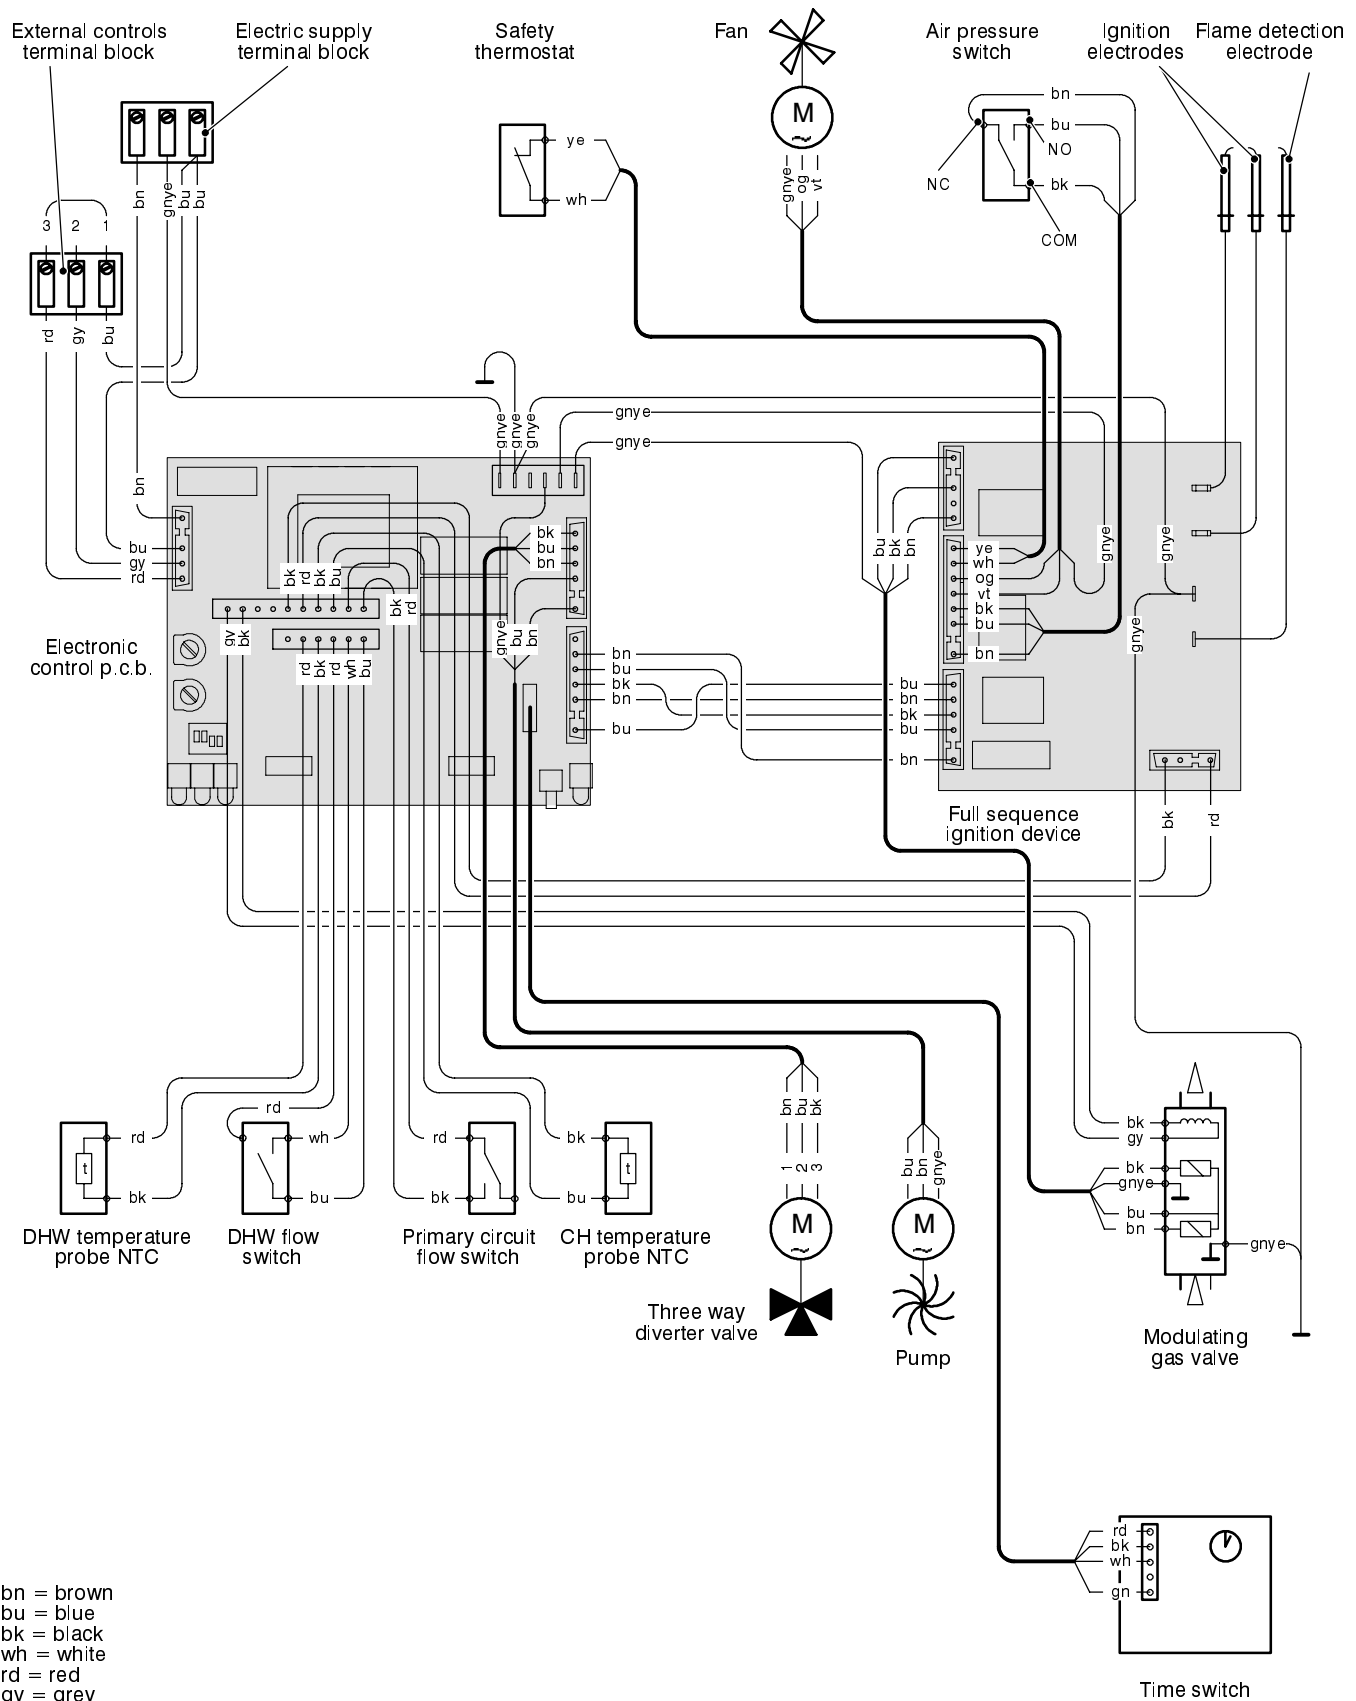 External controls
terminal block
Electric supply
terminal block
Safety
thermostat
Fan
Air pressure
switch
Ignition
electrodes
Flame detection
electrode
M
bn
bu
NO
bk
NC
COM
ye
wh
gnye
og
vt
bn
gnye
bu
bu
3
2
1
rd
gy
bu
gnye
gnye
gnye
gnye
gnye
bn
bu
gy
rd
bk
rd
bk
bu
bk
rd
bk
bu
bn
gnye
bu
bn
gy
bk
rd
bk
rd
wh
bu
bu
bk
bn
ye
wh
og
vt
bk
bu
bn
gnye
gnye
gnye
Electronic
control p.c.b.
bn
bu
bk
bn
bu
bu
bn
bk
bu
bn
bk
rd
Full sequence
ignition device
rd
bk
t
rd
wh
bu
rd
bk
bk
bu
t
bn
bu
bk
1
2
3
M
bu
bn
gnye
M
bk
gy
bk
gnye
bu
bn
gnye
DHW temperature
probe NTC
DHW flow
switch
Primary circuit
flow switch
CH temperature
probe NTC
Three way
diverter valve
Pump
Modulating
gas valve
rd
bk
wh
gn
Time switch
bn = brown
bu = blue
bk = black
wh = white
rd = red
gy = grey